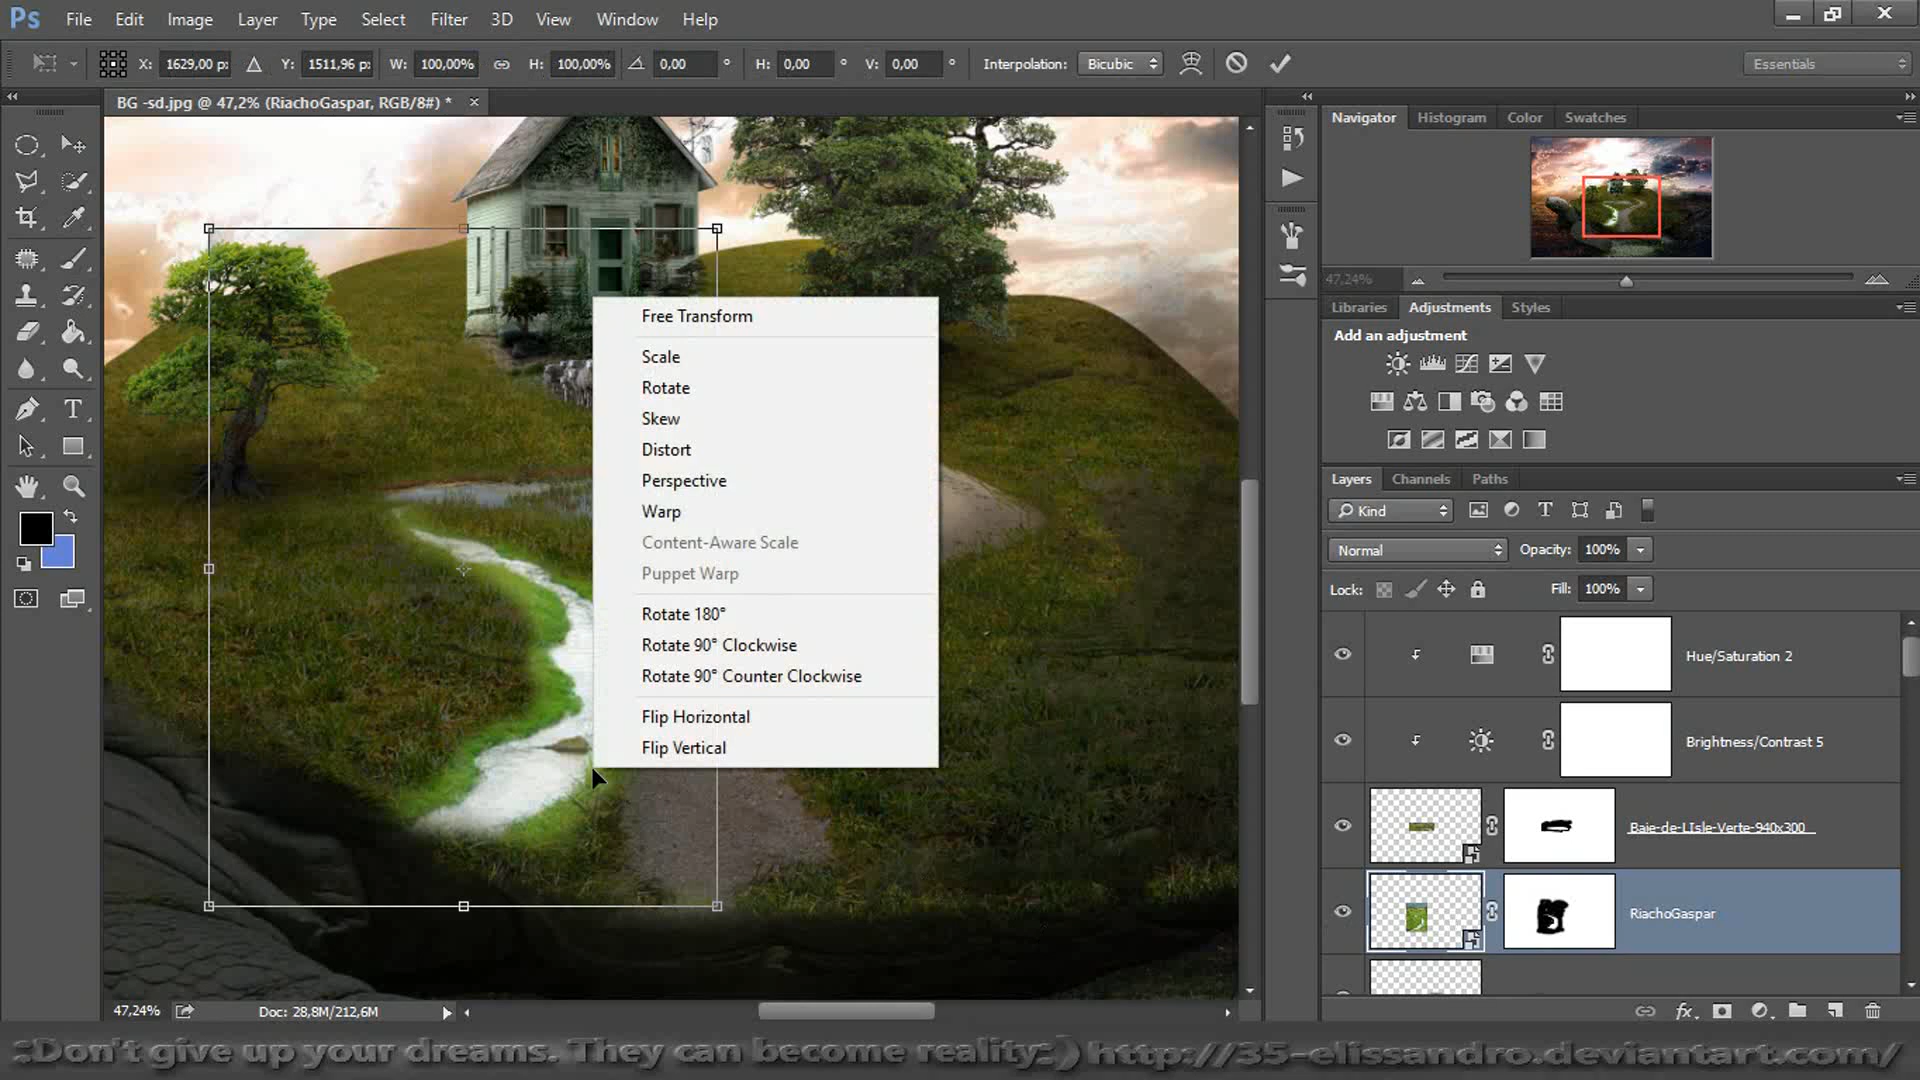 Ps File Edit Image Layer Type Select Filter 3D View Window Help
X: 1629,00 p Y: 1511,96 p W: 100,00% H: 100,00% 0,00 ° H: 0,00 ° V: 0,00 ° Interpolation: Bicubic Essentials
BG -sd.jpg @ 47,2% (RiachoGaspar, RGB/8#) *
Navigator Histogram Color Swatches
47,24%
Libraries Adjustments Styles
Add an adjustment
Free Transform
Scale
Rotate
Skew
Distort
Perspective
Warp
Content-Aware Scale
Puppet Warp
Rotate 180°
Rotate 90° Clockwise
Rotate 90° Counter Clockwise
Flip Horizontal
Flip Vertical
Layers Channels Paths
Kind
Normal Opacity: 100%
Lock: Fill: 100%
Hue/Saturation 2
Brightness/Contrast 5
Baie-de-LIsle-Verte-940x300
RiachoGaspar
47,24% Doc: 28,8M/212,6M
fx
::Don't give up your dreams. They can become reality:::) http://35-elissandro.deviantart.com/